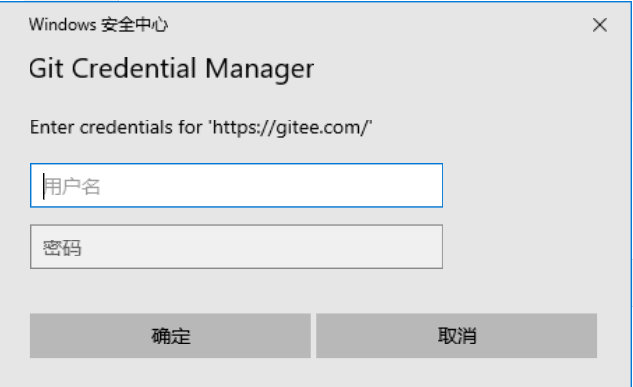 Windows 安全中心
Git Credential Manager
Enter credentials for 'https://gitee.com/'
用户名
密码
确定 取消